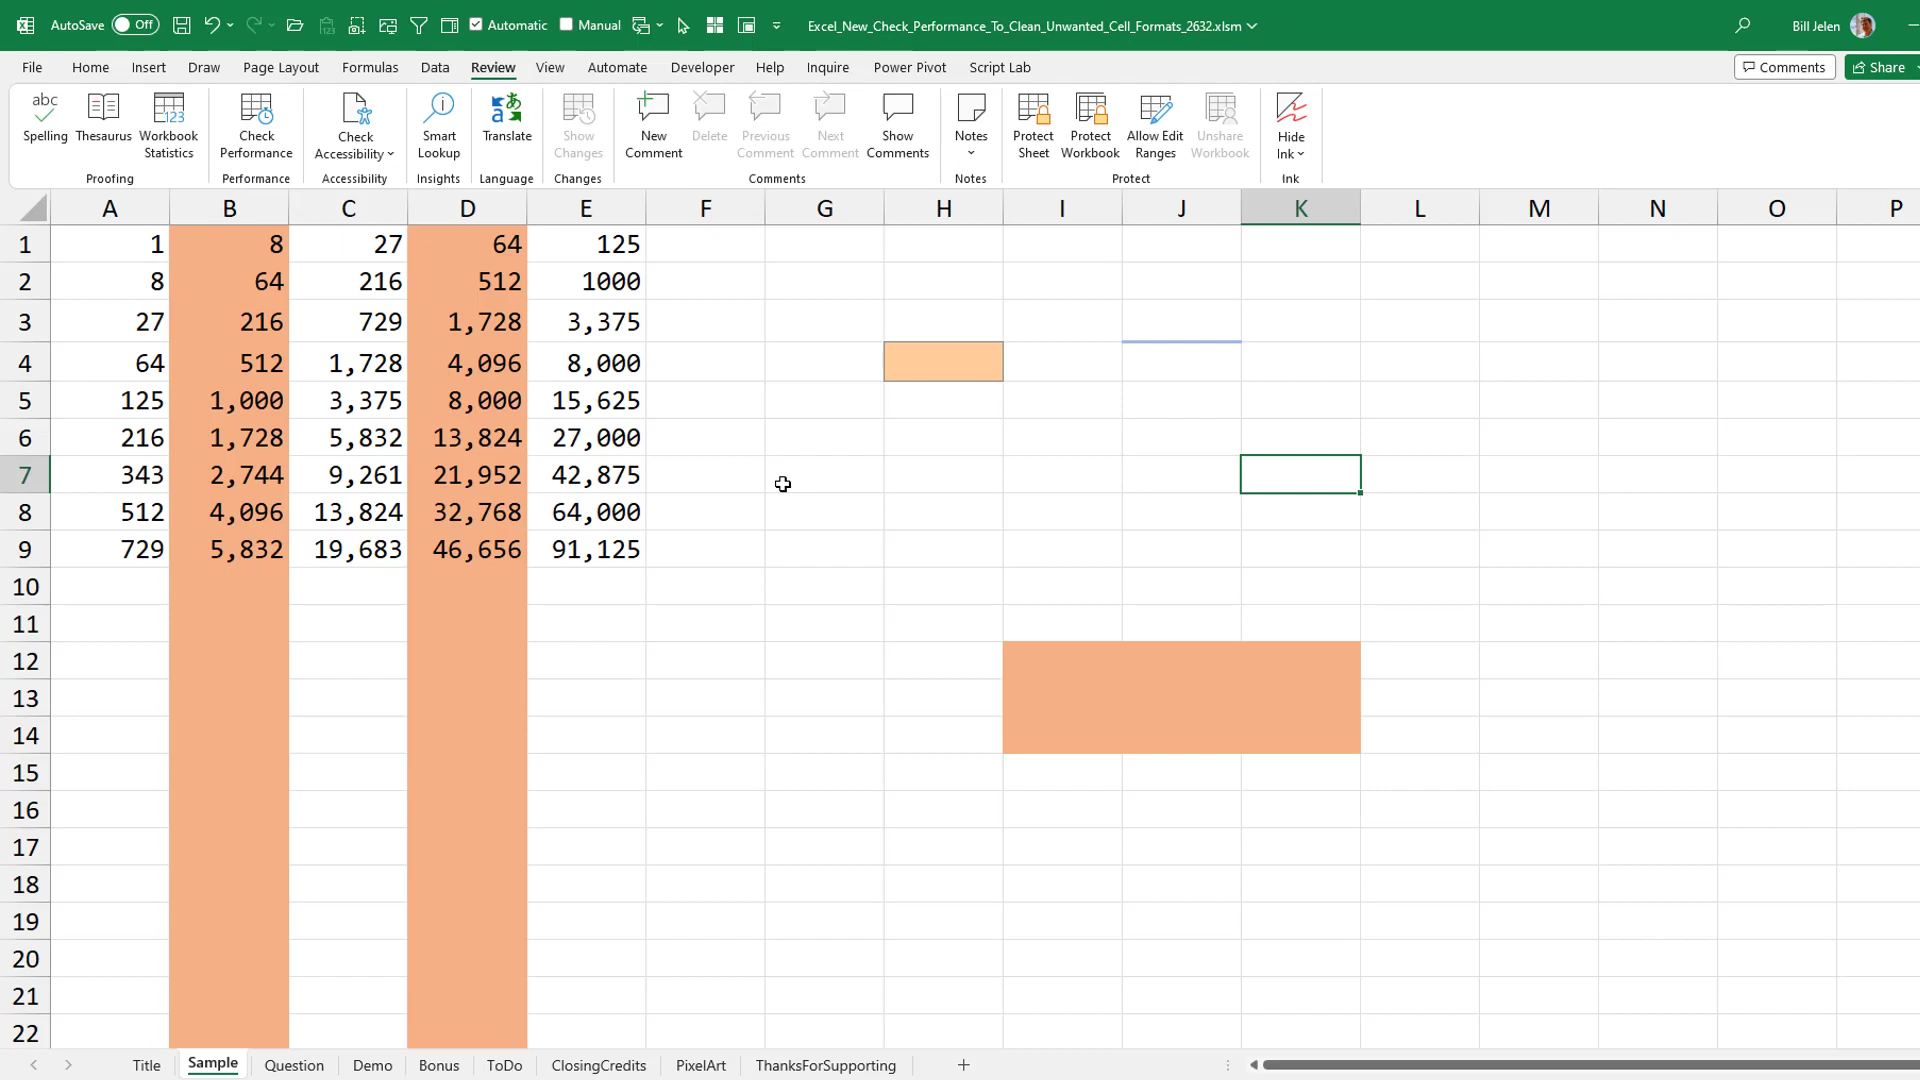 AutoSave Off Automatic Manual Excel_New_Check_Performance_To_Clean_Unwanted_Cell_Formats_2632.xlsm Bill Jelen
File Home Insert Draw Page Layout Formulas Data Review View Automate Developer Help Inquire Power Pivot Script Lab Comments Share
abc 123
Spelling Thesaurus Workbook Statistics Check Performance Check Accessibility Smart Lookup Translate Show Changes New Comment Delete Previous Comment Next Comment Show Comments Notes Protect Sheet Protect Workbook Allow Edit Ranges Unshare Workbook Hide Ink
Proofing Performance Accessibility Insights Language Changes Comments Notes Protect Ink
A B C D E F G H I J K L M N O P
1 1 8 27 64 125
2 8 64 216 512 1000
3 27 216 729 1,728 3,375
4 64 512 1,728 4,096 8,000
5 125 1,000 3,375 8,000 15,625
6 216 1,728 5,832 13,824 27,000
7 343 2,744 9,261 21,952 42,875
8 512 4,096 13,824 32,768 64,000
9 729 5,832 19,683 46,656 91,125
10
11
12
13
14
15
16
17
18
19
20
21
22
Title Sample Question Demo Bonus ToDo ClosingCredits PixelArt ThanksForSupporting